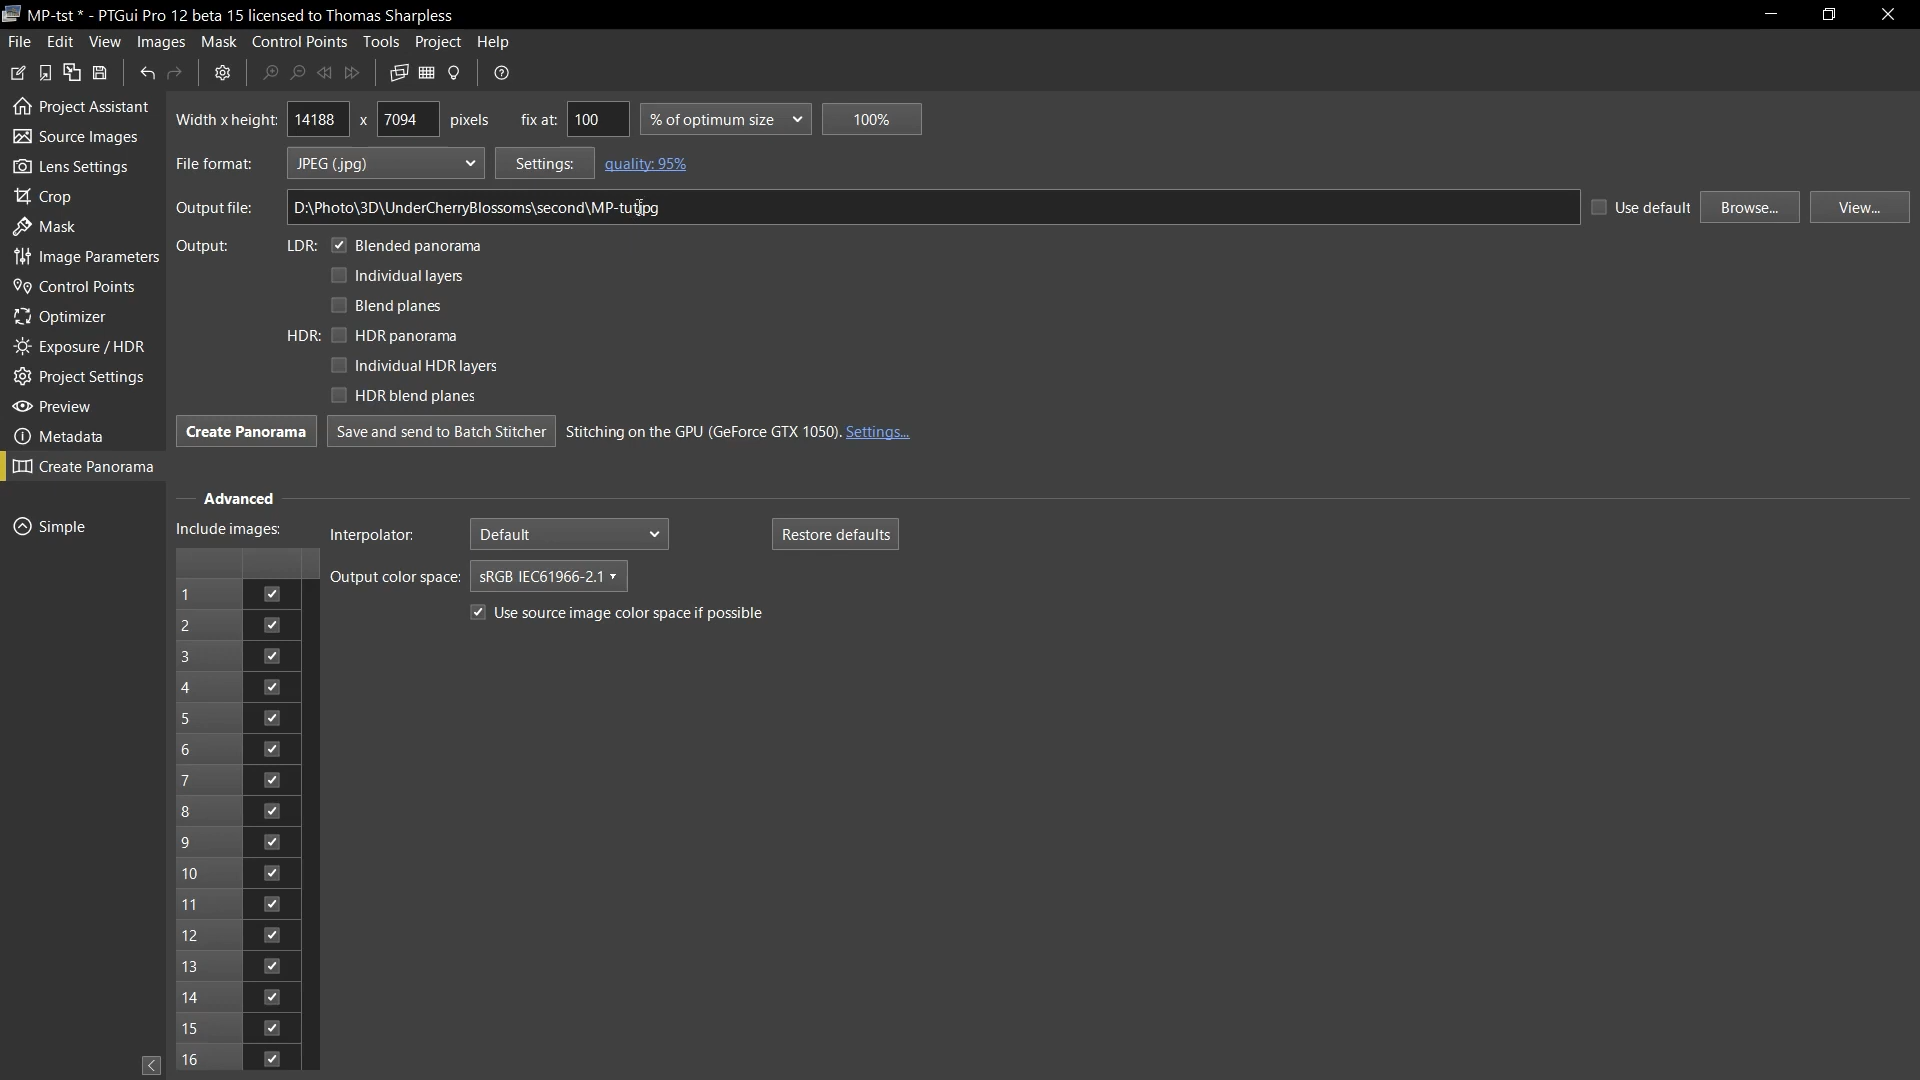 MP-tst * - PTGui Pro 12 beta 15 licensed to Thomas Sharpless
File Edit View Images Mask Control Points Tools Project Help
Project Assistant
Source Images
Lens Settings
Crop
Mask
Image Parameters
Control Points
Optimizer
Exposure / HDR
Project Settings
Preview
Metadata
Create Panorama
Simple
Width x height: 14188 x 7094 pixels fix at: 100 % of optimum size 100%
File format: JPEG (.jpg) Settings: quality: 95%
Output file: D:\Photo\3D\UnderCherryBlossoms\second\MP-tut.jpg Use default Browse... View...
Output: LDR: Blended panorama
Individual layers
Blend planes
HDR: HDR panorama
Individual HDR layers
HDR blend planes
Create Panorama Save and send to Batch Stitcher Stitching on the GPU (GeForce GTX 1050). Settings...
Advanced
Include images: Interpolator: Default Restore defaults
Output color space: sRGB IEC61966-2.1
Use source image color space if possible
1
2
3
4
5
6
7
8
9
10
11
12
13
14
15
16